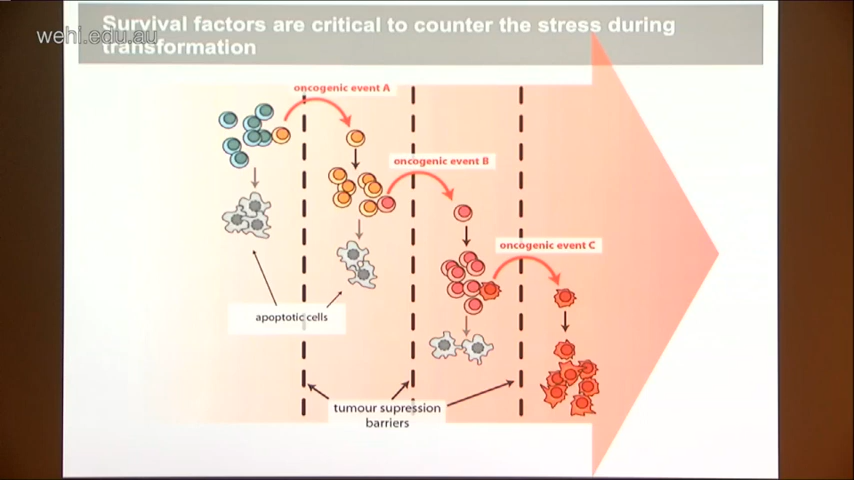 Survival factors are critical to counter the stress during
transformation
wehi.edu.au
oncogenic event A
oncogenic event B
oncogenic event C
apoptotic cells
tumour supression
barriers